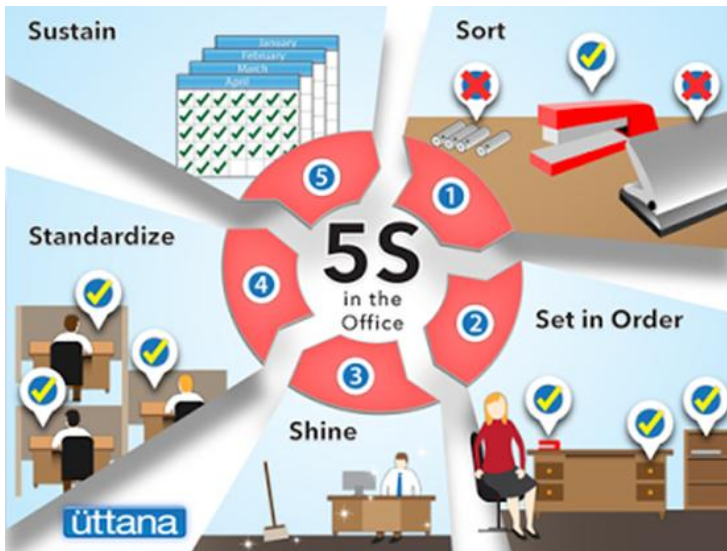 Sustain
January
February
March
April
Sort
5
1
Standardize
5S
in the
Office
4
2
Set in Order
3
Shine
üttana